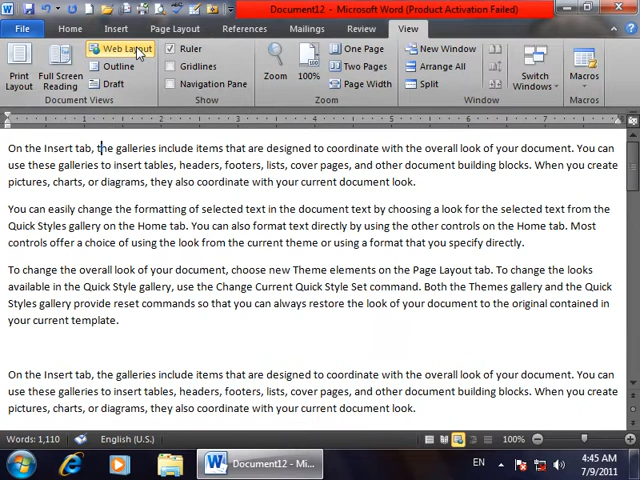 Document12 - Microsoft Word (Product Activation Failed)
File Home Insert Page Layout References Mailings Review View
Print Layout
Full Screen Reading
Web Layout
Outline
Draft
Document Views
Ruler
Gridlines
Navigation Pane
Show
Zoom
100%
One Page
Two Pages
Page Width
Zoom
New Window
Arrange All
Split
Switch Windows
Window
Macros
Macros
1 2 3 4 5 6 7
On the Insert tab, the galleries include items that are designed to coordinate with the overall look of your document. You can
use these galleries to insert tables, headers, footers, lists, cover pages, and other document building blocks. When you create
pictures, charts, or diagrams, they also coordinate with your current document look.
You can easily change the formatting of selected text in the document text by choosing a look for the selected text from the
Quick Styles gallery on the Home tab. You can also format text directly by using the other controls on the Home tab. Most
controls offer a choice of using the look from the current theme or using a format that you specify directly.
To change the overall look of your document, choose new Theme elements on the Page Layout tab. To change the looks
available in the Quick Style gallery, use the Change Current Quick Style Set command. Both the Themes gallery and the Quick
Styles gallery provide reset commands so that you can always restore the look of your document to the original contained in
your current template.
On the Insert tab, the galleries include items that are designed to coordinate with the overall look of your document. You can
use these galleries to insert tables, headers, footers, lists, cover pages, and other document building blocks. When you create
pictures, charts, or diagrams, they also coordinate with your current document look.
Words: 1,110 English (U.S.) 100%
Document12 - Mi... EN 4:45 AM
7/9/2011